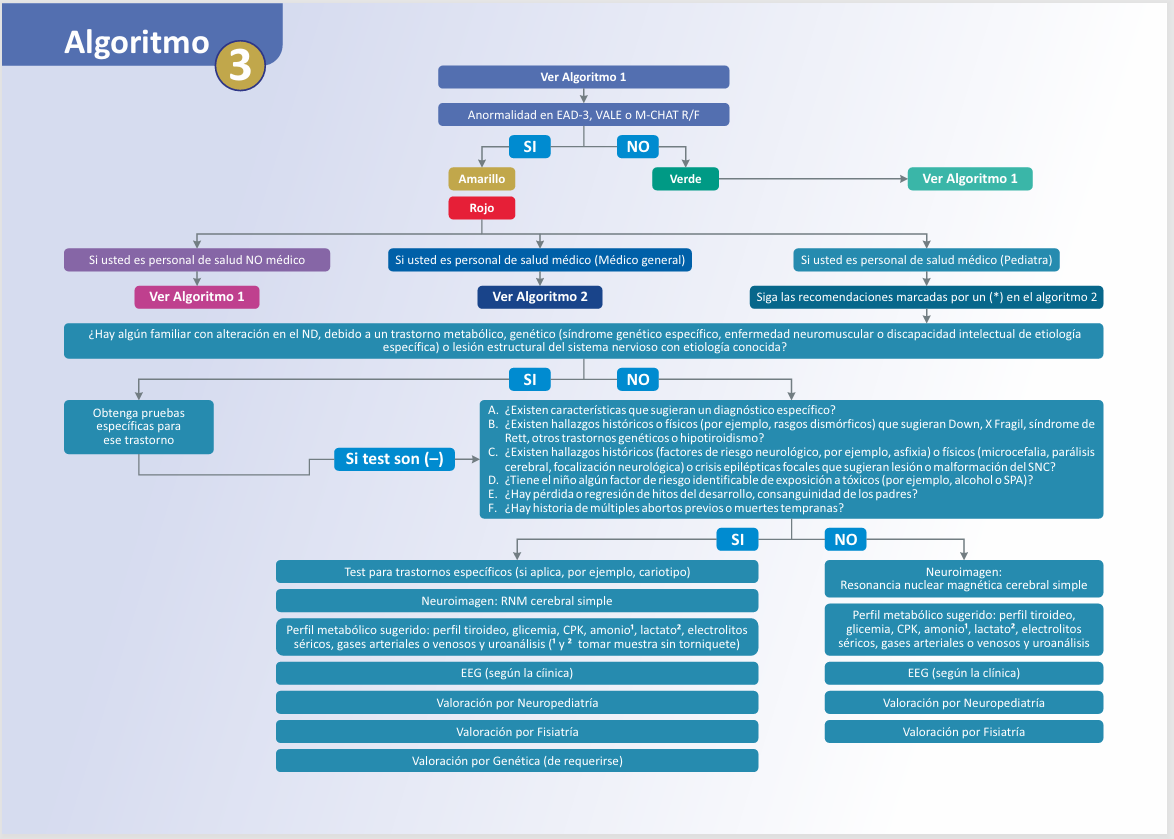 Algoritmo
3
Ver Algoritmo 1
Anormalidad en EAD-3, VALE o M-CHAT R/F
SI
NO
Amarillo
Verde
Ver Algoritmo 1
Rojo
Si usted es personal de salud NO médico
Si usted es personal de salud médico (Médico general)
Si usted es personal de salud médico (Pediatra)
Ver Algoritmo 1
Ver Algoritmo 2
Siga las recomendaciones marcadas por un (*) en el algoritmo 2
¿Hay algún familiar con alteración en el ND, debido a un trastorno metabólico, genético (síndrome genético específico, enfermedad neuromuscular o discapacidad intelectual de etiología
específica) o lesión estructural del sistema nervioso con etiología conocida?
SI
NO
Obtenga pruebas
específicas para
ese trastorno
Si test son (–)
A. ¿Existen características que sugieran un diagnóstico específico?
B. ¿Existen hallazgos históricos o físicos (por ejemplo, rasgos dismórficos) que sugieran Down, X Fragil, síndrome de
Rett, otros trastornos genéticos o hipotiroidismo?
C. ¿Existen hallazgos históricos (factores de riesgo neurológico, por ejemplo, asfixia) o físicos (microcefalia, parálisis
cerebral, focalización neurológica) o crisis epilépticas focales que sugieran lesión o malformación del SNC?
D. ¿Tiene el niño algún factor de riesgo identificable de exposición a tóxicos (por ejemplo, alcohol o SPA)?
E. ¿Hay pérdida o regresión de hitos del desarrollo, consanguinidad de los padres?
F. ¿Hay historia de múltiples abortos previos o muertes tempranas?
SI
NO
Test para trastornos específicos (si aplica, por ejemplo, cariotipo)
Neuroimagen: RNM cerebral simple
Perfil metabólico sugerido: perfil tiroideo, glicemia, CPK, amonio¹, lactato², electrolitos
séricos, gases arteriales o venosos y uroanálisis (¹ y ² tomar muestra sin torniquete)
EEG (según la cíinica)
Valoración por Neuropediatría
Valoración por Fisiatría
Valoración por Genética (de requerirse)
Neuroimagen:
Resonancia nuclear magnética cerebral simple
Perfil metabólico sugerido: perfil tiroideo,
glicemia, CPK, amonio¹, lactato², electrolitos
séricos, gases arteriales o venosos y uroanálisis
EEG (según la clínica)
Valoración por Neuropediatría
Valoración por Fisiatría